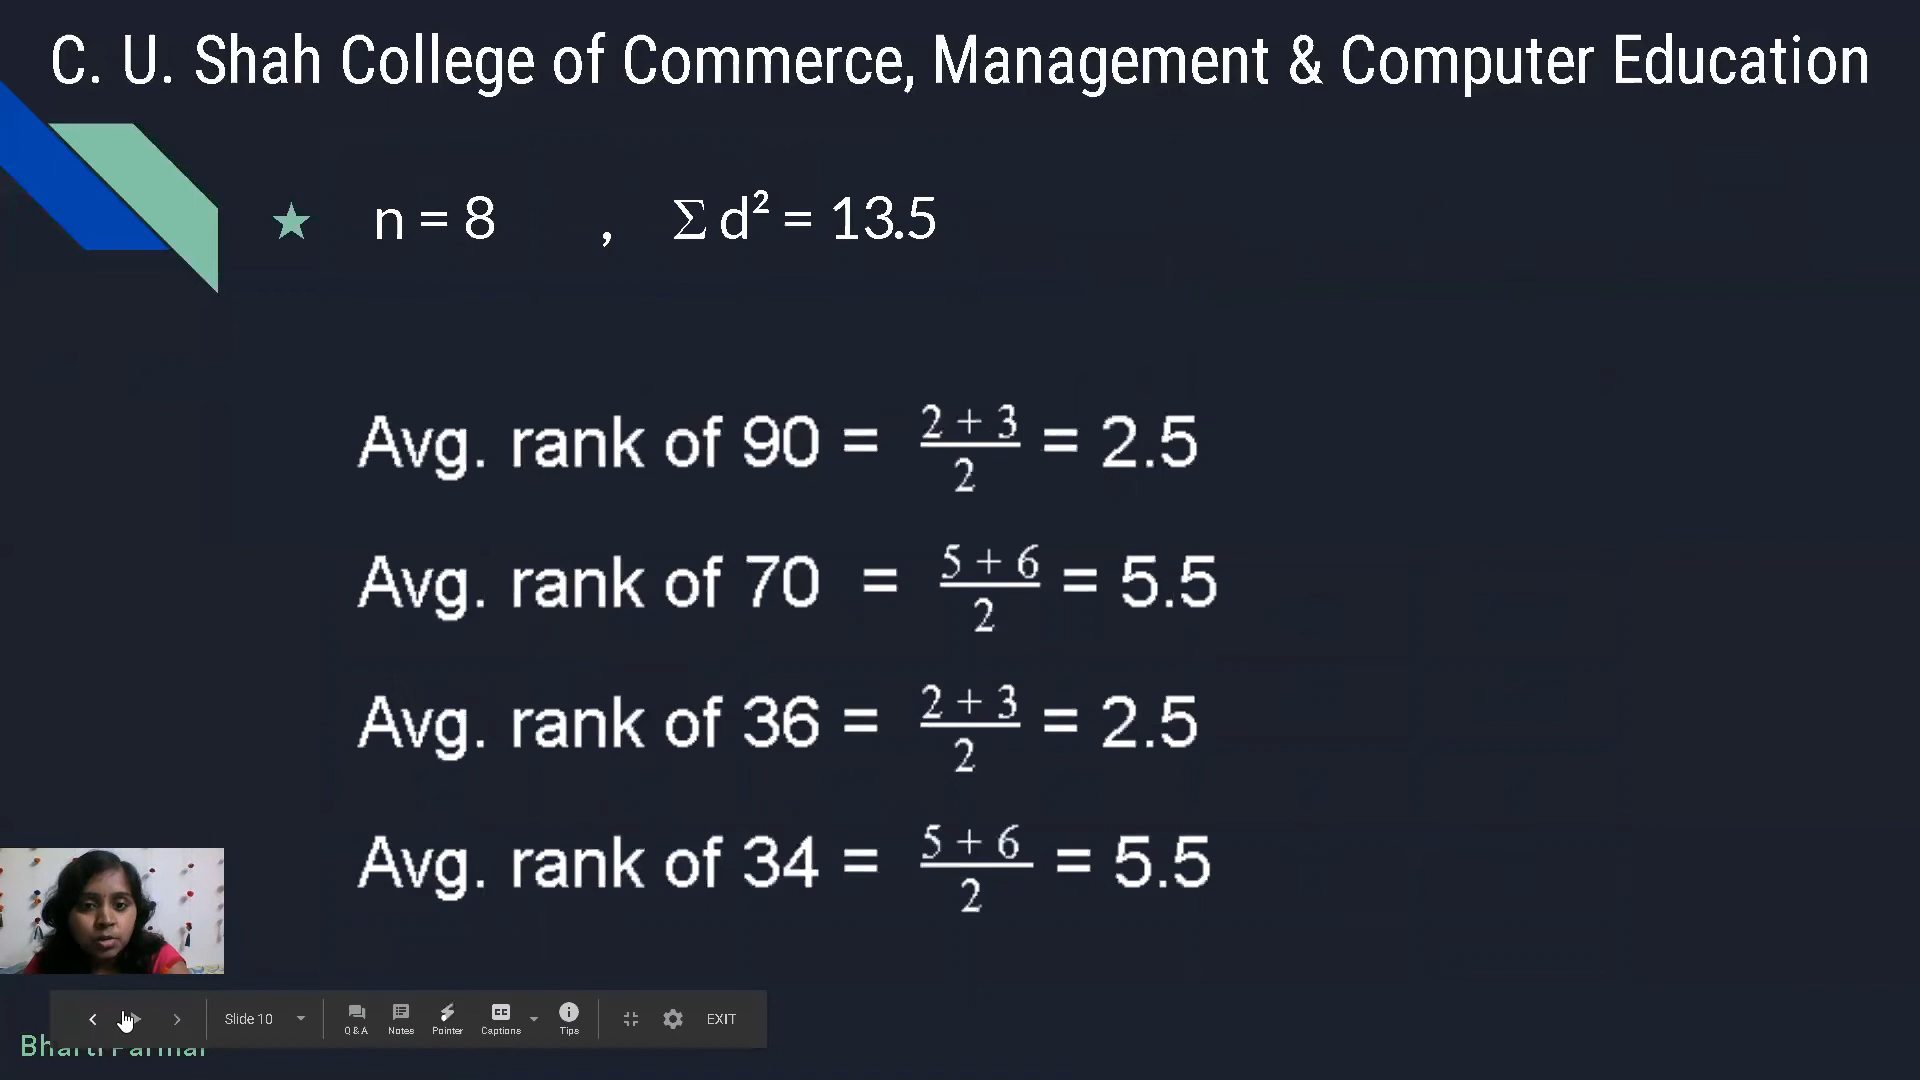 C. U. Shah College of Commerce, Management & Computer Education
★ n = 8 , Σ d² = 13.5
Avg. rank of 90 = (2 + 3)/2 = 2.5
Avg. rank of 70 = (5 + 6)/2 = 5.5
Avg. rank of 36 = (2 + 3)/2 = 2.5
Avg. rank of 34 = (5 + 6)/2 = 5.5
Slide 10 Q & A Notes Pointer CC Captions Tips EXIT